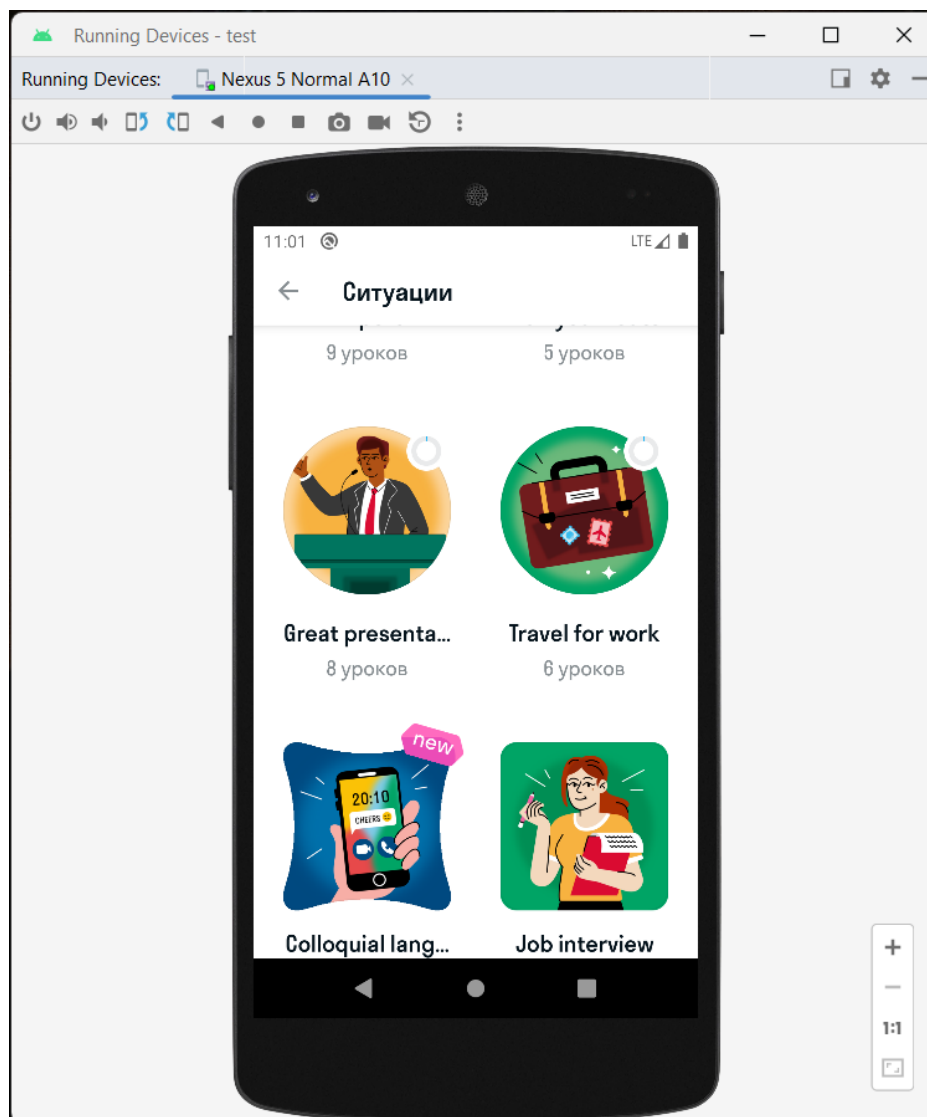 Running Devices - test
Running Devices: Nexus 5 Normal A10
11:01 LTE
Ситуации
9 уроков 5 уроков
Great presenta... Travel for work
8 уроков 6 уроков
new
20:10
CHEERS
Colloquial lang... Job interview
1:1